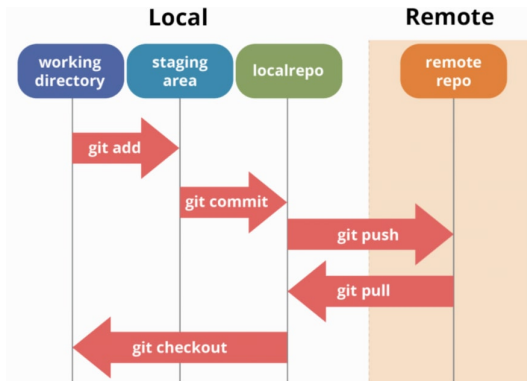 Local
Remote
working
directory
staging
area
localrepo
remote
repo
git add
git commit
git push
git pull
git checkout